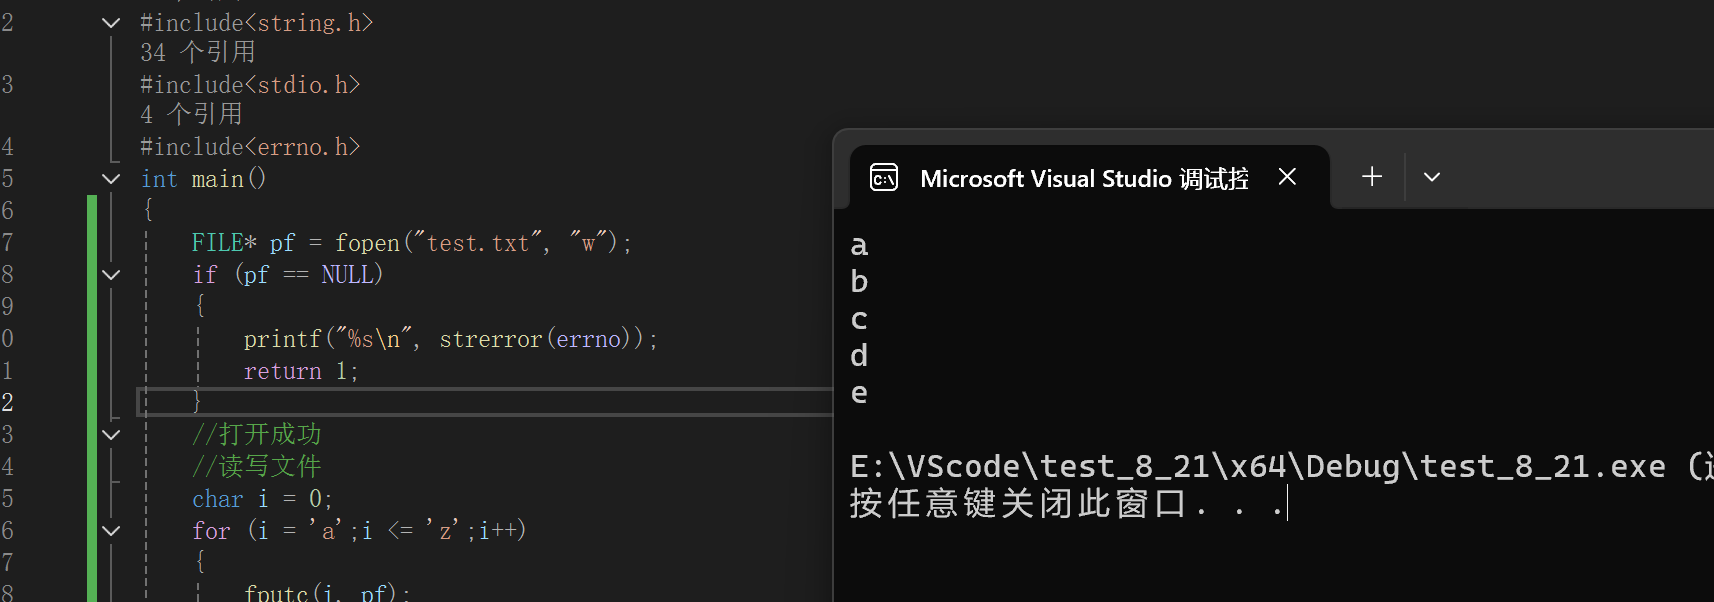 2 #include<string.h>
34 个引用
3 #include<stdio.h>
4 个引用
4 #include<errno.h>
5 int main()
6 {
7 FILE* pf = fopen("test.txt", "w");
8 if (pf == NULL)
9 {
0 printf("%s\n", strerror(errno));
1 return 1;
2 }
3 //打开成功
4 //读写文件
5 char i = 0;
6 for (i = 'a';i <= 'z';i++)
7 {
8 fputc(i, pf);
Microsoft Visual Studio 调试控
a
b
c
d
e
E:\VScode\test_8_21\x64\Debug\test_8_21.exe (
按任意键关闭此窗口. . .